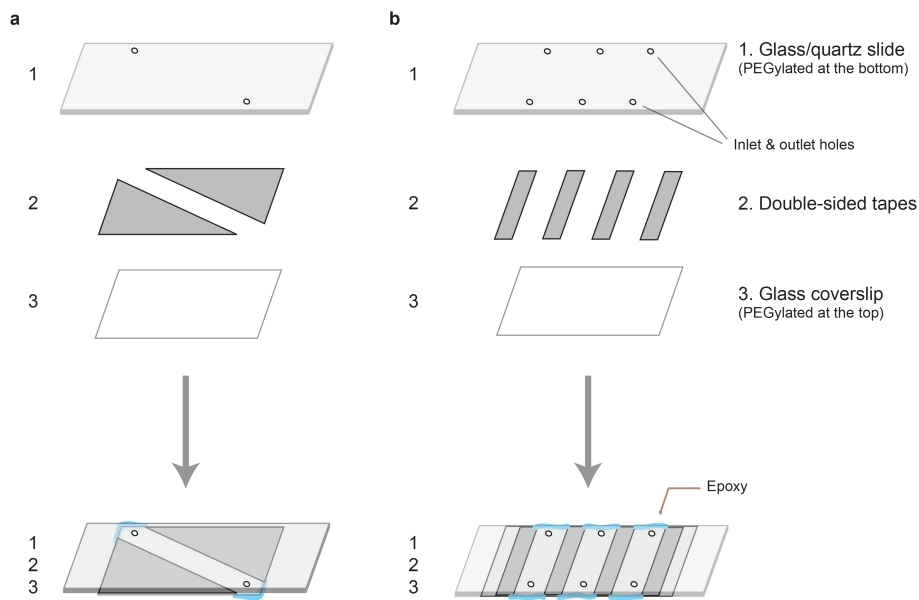 a
b
1
1
1. Glass/quartz slide
(PEGylated at the bottom)
Inlet & outlet holes
2
2
2. Double-sided tapes
3
3
3. Glass coverslip
(PEGylated at the top)
Epoxy
1
2
3
1
2
3